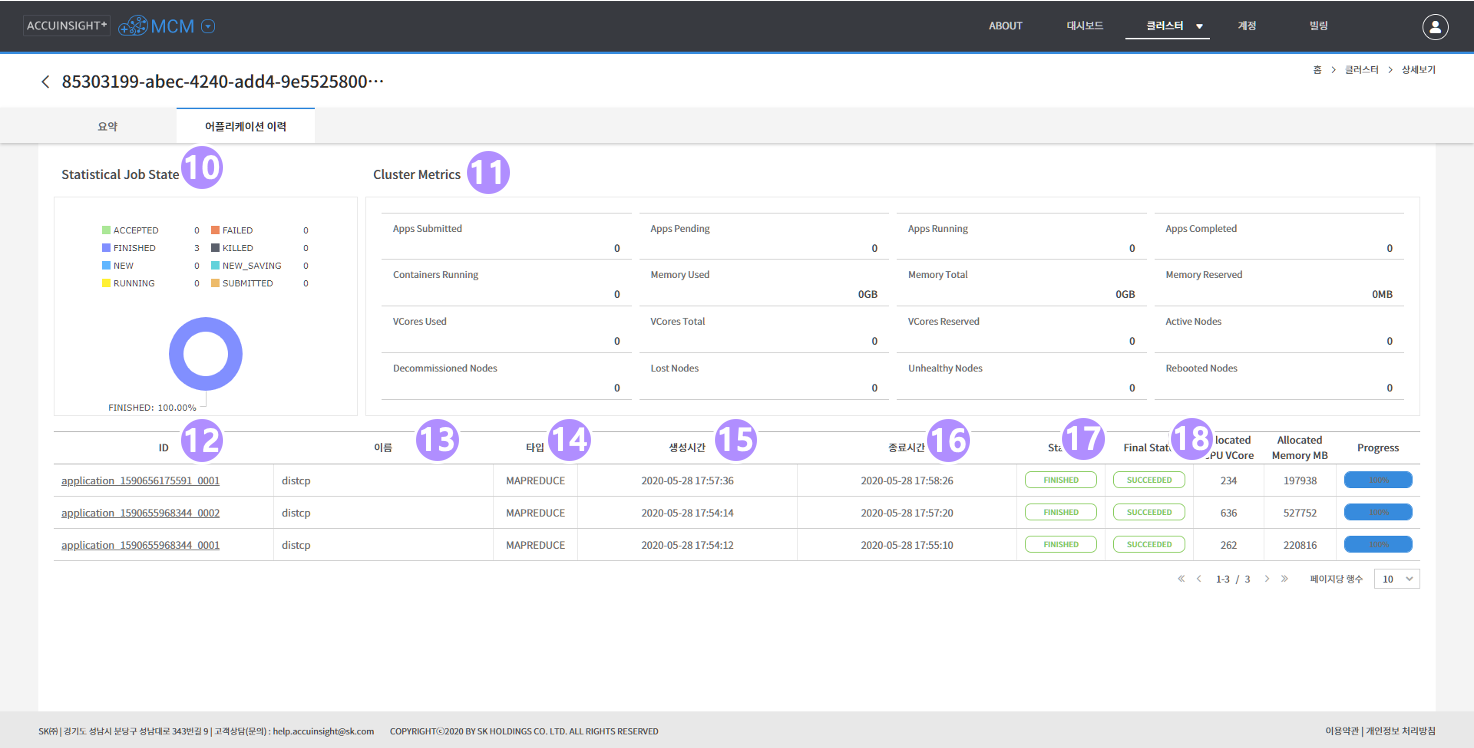 ACCUINSIGHT+ MCM ABOUT 대시보드 클러스터 계정 빌링
85303199-abec-4240-add4-9e5525800… 홈 > 클러스터 > 상세보기
요약 어플리케이션 이력
Statistical Job State 10 Cluster Metrics 11
ACCEPTED 0 FAILED 0
FINISHED 3 KILLED 0
NEW 0 NEW_SAVING 0
RUNNING 0 SUBMITTED 0
FINISHED: 100.00%
Apps Submitted Apps Pending Apps Running Apps Completed
0 0 0 0
Containers Running Memory Used Memory Total Memory Reserved
0 0GB 0GB 0MB
VCores Used VCores Total VCores Reserved Active Nodes
0 0 0 0
Decommissioned Nodes Lost Nodes Unhealthy Nodes Rebooted Nodes
0 0 0 0
ID 12 이름 13 타입 14 생성시간 15 종료시간 16 17 Final 18 Allocated Memory MB Progress
VCore
application_1590656175591_0001 distcp MAPREDUCE 2020-05-28 17:57:36 2020-05-28 17:58:26 FINISHED SUCCEEDED 234 197938 100%
application_1590655968344_0002 distcp MAPREDUCE 2020-05-28 17:54:14 2020-05-28 17:57:20 FINISHED SUCCEEDED 636 527752 100%
application_1590655968344_0001 distcp MAPREDUCE 2020-05-28 17:54:12 2020-05-28 17:55:10 FINISHED SUCCEEDED 262 220816 100%
« < 1-3 / 3 > » 페이지당 행수 10
SK㈜ | 경기도 성남시 분당구 성남대로 343번길 9 | 고객상담(문의) : help.accuinsight@sk.com COPYRIGHTⓒ2020 BY SK HOLDINGS CO. LTD. ALL RIGHTS RESERVED 이용약관 | 개인정보 처리방침